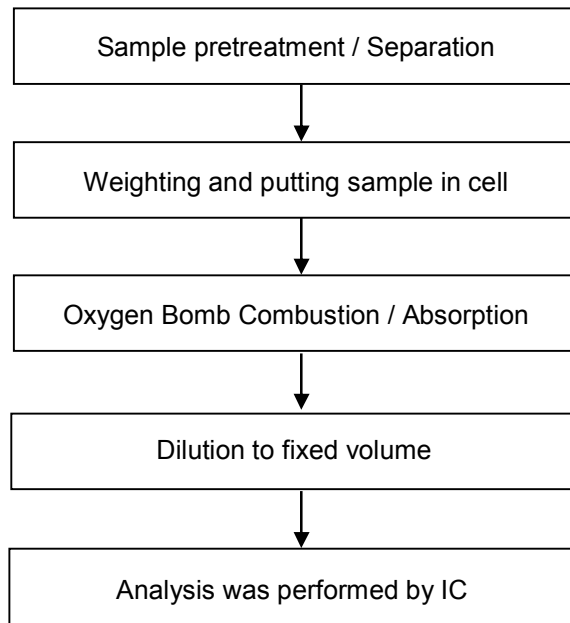 Sample pretreatment / Separation
Weighting and putting sample in cell
Oxygen Bomb Combustion / Absorption
Dilution to fixed volume
Analysis was performed by IC